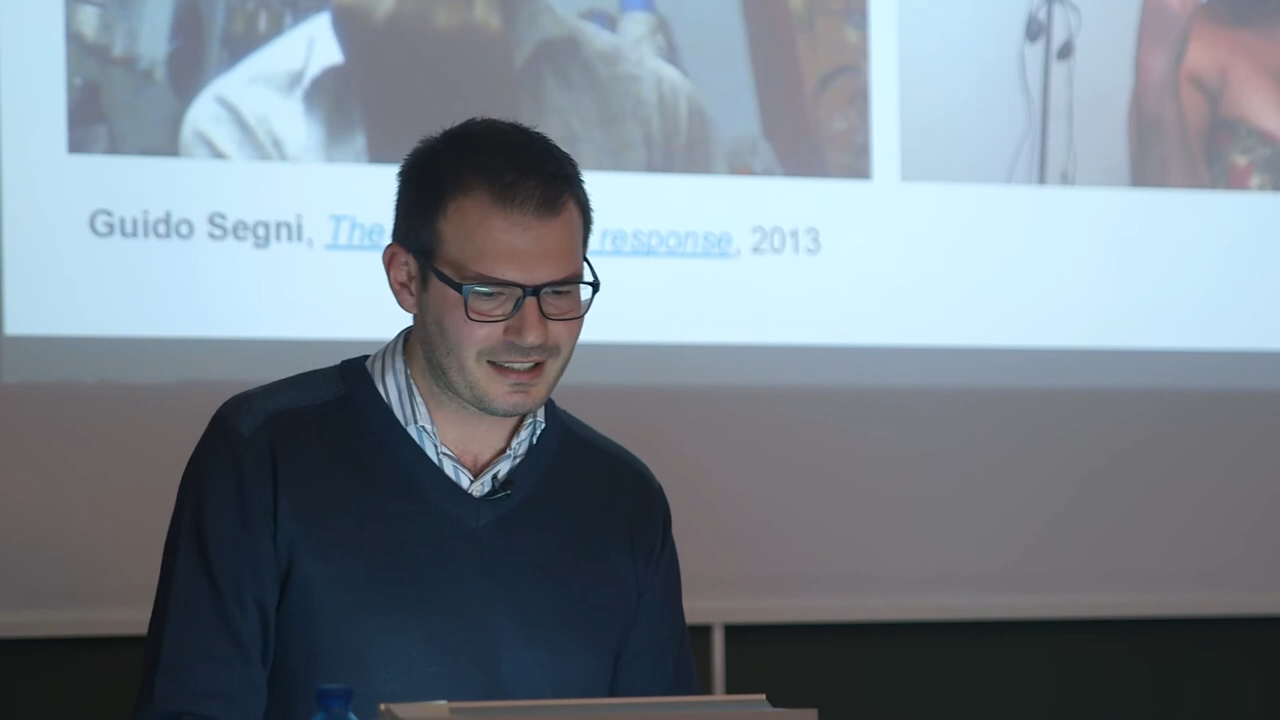 Guido Segni, The response, 2013